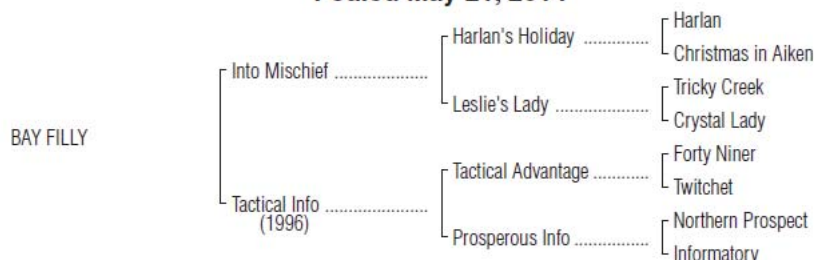 Harlan
Harlan's Holiday ..............
Christmas in Aiken
Into Mischief ....................
Tricky Creek
Leslie's Lady ....................
Crystal Lady
BAY FILLY
Forty Niner
Tactical Advantage ............
Twitchet
Tactical Info ......................
(1996)
Northern Prospect
Prosperous Info ................
Informatory